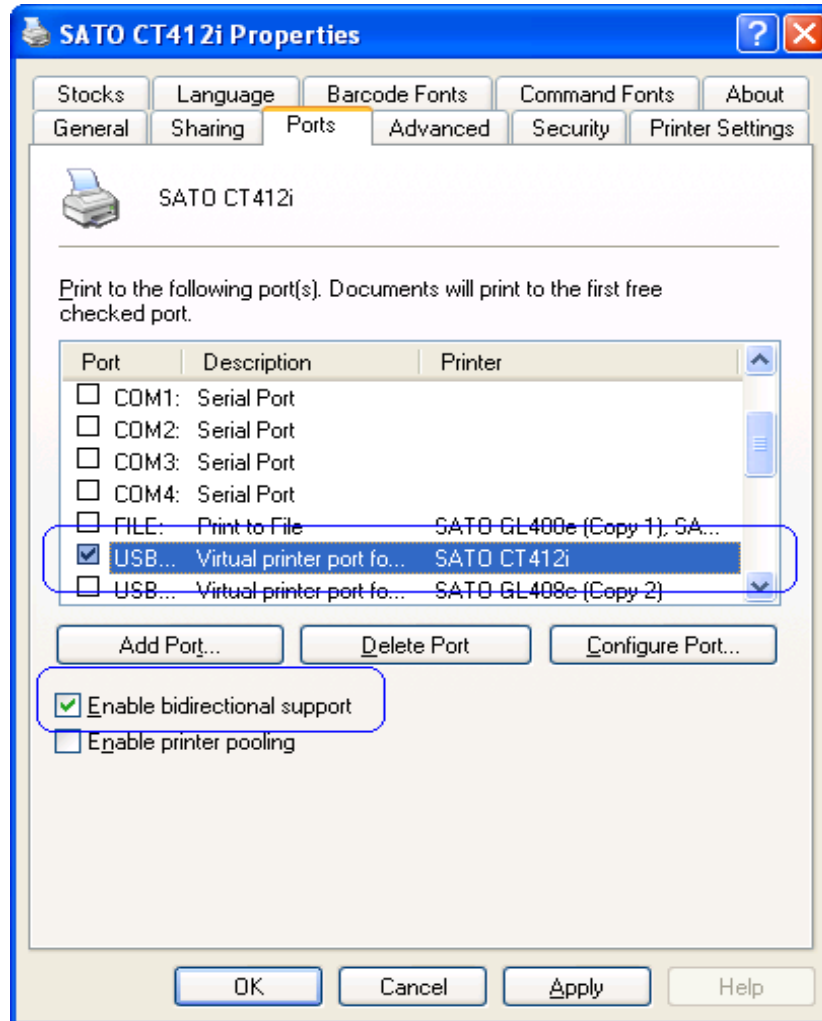 SATO CT412i Properties
Stocks Language Barcode Fonts Command Fonts About
General Sharing Ports Advanced Security Printer Settings
SATO CT412i
Print to the following port(s). Documents will print to the first free
checked port.
Port Description Printer
COM1: Serial Port
COM2: Serial Port
COM3: Serial Port
COM4: Serial Port
FILE: Print to File SATO GL400e (Copy 1), SA...
USB... Virtual printer port fo... SATO CT412i
USB... Virtual printer port fo... SATO GL408e (Copy 2)
Add Port... Delete Port Configure Port...
Enable bidirectional support
Enable printer pooling
OK Cancel Apply Help